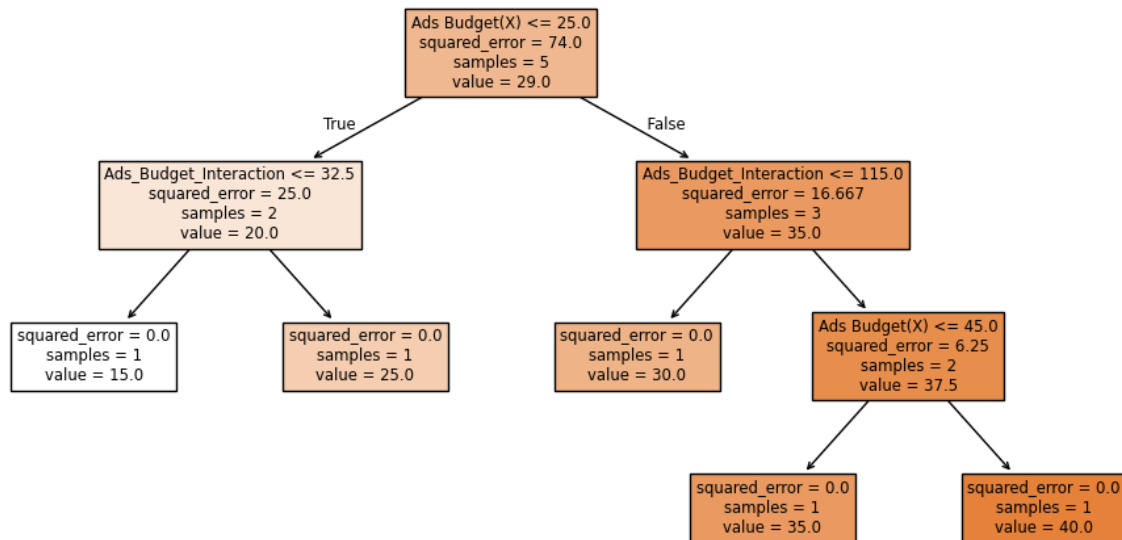 Ads Budget(X) <= 25.0
squared_error = 74.0
samples = 5
value = 29.0
True
False
Ads_Budget_Interaction <= 32.5
squared_error = 25.0
samples = 2
value = 20.0
Ads_Budget_Interaction <= 115.0
squared_error = 16.667
samples = 3
value = 35.0
squared_error = 0.0
samples = 1
value = 15.0
squared_error = 0.0
samples = 1
value = 25.0
squared_error = 0.0
samples = 1
value = 30.0
Ads Budget(X) <= 45.0
squared_error = 6.25
samples = 2
value = 37.5
squared_error = 0.0
samples = 1
value = 35.0
squared_error = 0.0
samples = 1
value = 40.0